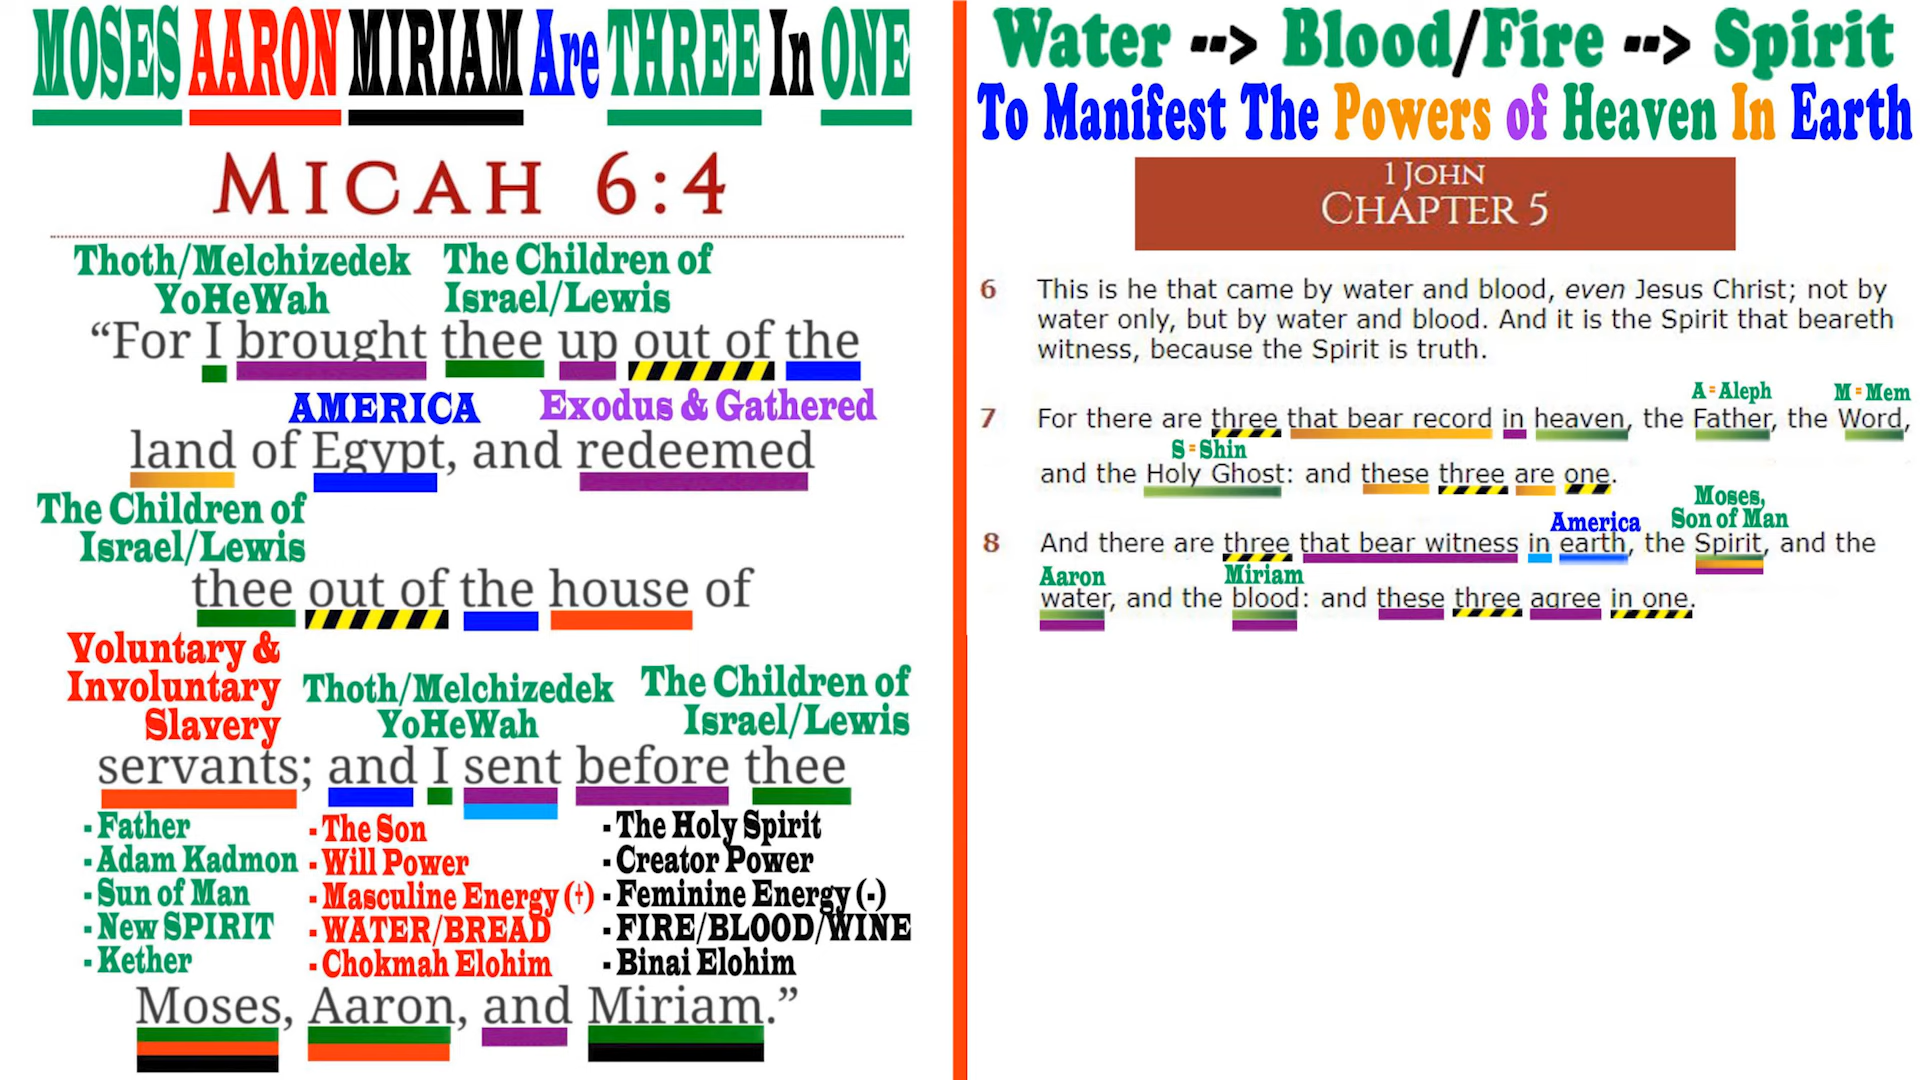 MOSES AARON MIRIAM Are THREE In ONE
MICAH 6:4
Thoth/Melchizedek The Children of
YoHeWah Israel/Lewis
“For I brought thee up out of the
AMERICA Exodus & Gathered
land of Egypt, and redeemed
The Children of
Israel/Lewis
thee out of the house of
Voluntary &
Involuntary Thoth/Melchizedek The Children of
Slavery YoHeWah Israel/Lewis
servants; and I sent before thee
- Father - The Son - The Holy Spirit
- Adam Kadmon - Will Power - Creator Power
- Sun of Man - Masculine Energy (+) - Feminine Energy (-)
- New SPIRIT - WATER/BREAD - FIRE/BLOOD/WINE
- Kether - Chokmah Elohim - Binai Elohim
Moses, Aaron, and Miriam.”
Water --> Blood/Fire --> Spirit
To Manifest The Powers of Heaven In Earth
1 JOHN
CHAPTER 5
6 This is he that came by water and blood, even Jesus Christ; not by
water only, but by water and blood. And it is the Spirit that beareth
witness, because the Spirit is truth.
A=Aleph M=Mem
7 For there are three that bear record in heaven, the Father, the Word,
S=Shin
and the Holy Ghost: and these three are one.
Moses,
America Son of Man
8 And there are three that bear witness in earth, the Spirit, and the
Aaron Miriam
water, and the blood: and these three agree in one.